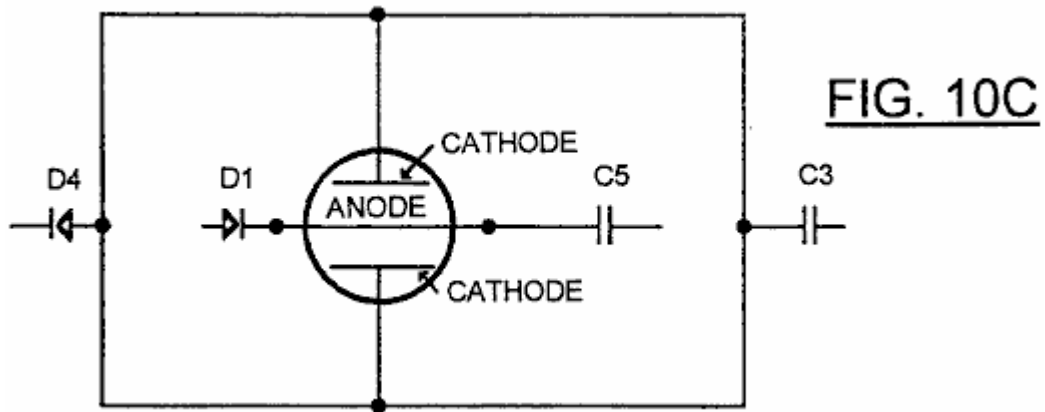 FIG. 10C
CATHODE
D4
D1
C5
C3
ANODE
CATHODE